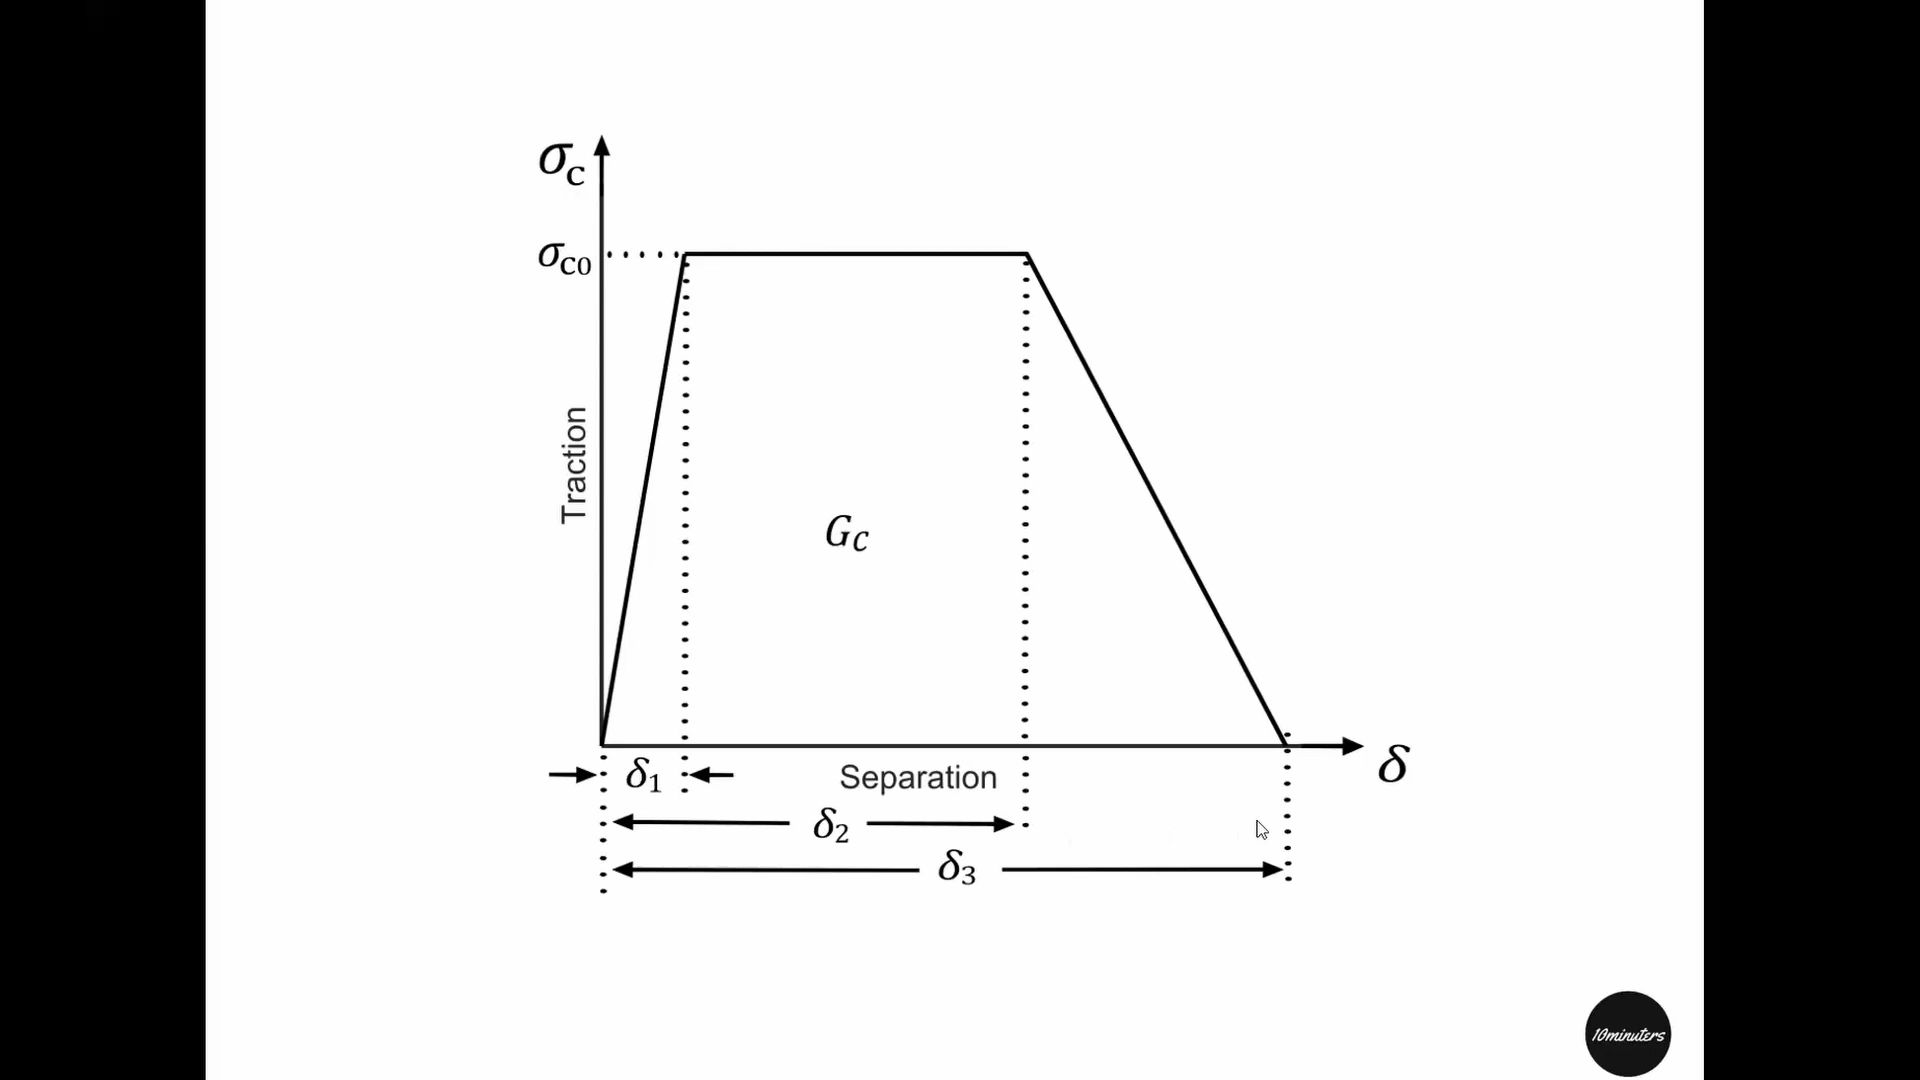 σc
σc0
Traction
Gc
δ
δ1
Separation
δ2
δ3
10minuters